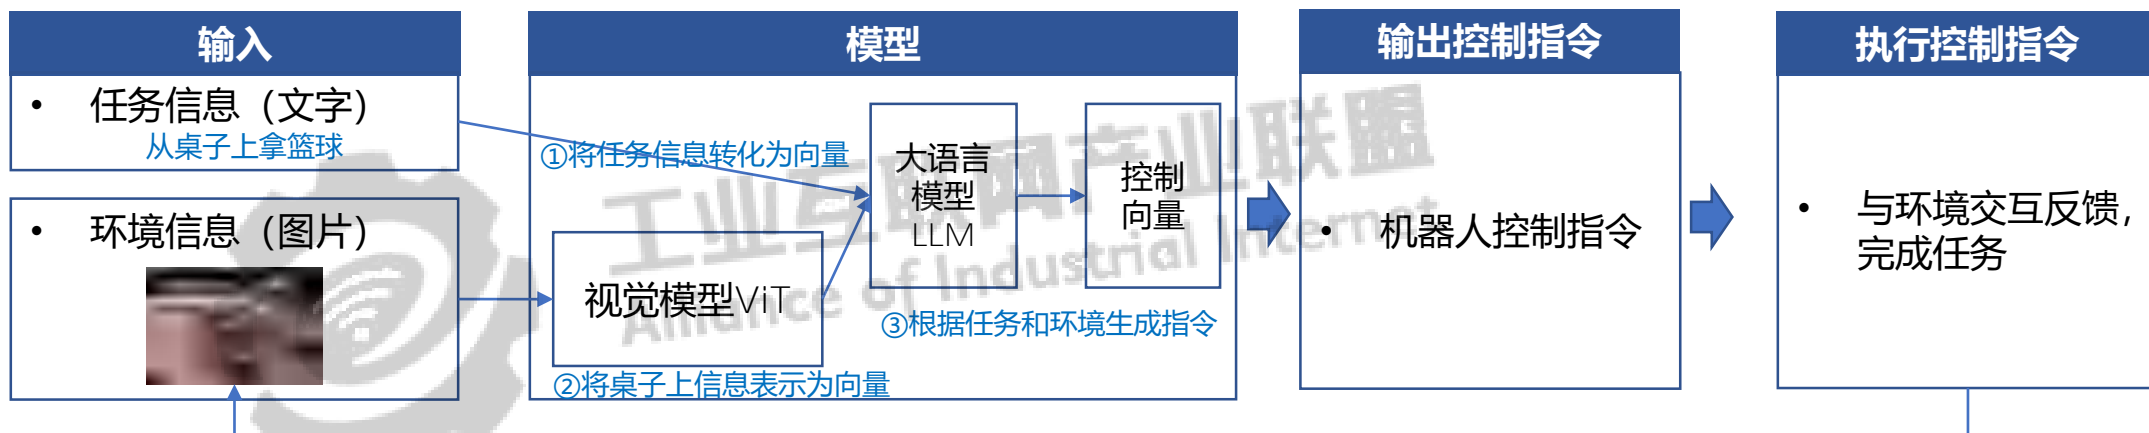 输入
• 任务信息（文字）
从桌子上拿篮球
• 环境信息（图片）
模型
①将任务信息转化为向量
大语言
模型
LLM
控制
向量
视觉模型ViT
②将桌子上信息表示为向量
③根据任务和环境生成指令
输出控制指令
• 机器人控制指令
执行控制指令
• 与环境交互反馈，
完成任务
工业互联网产业联盟
Alliance of Industrial Internet